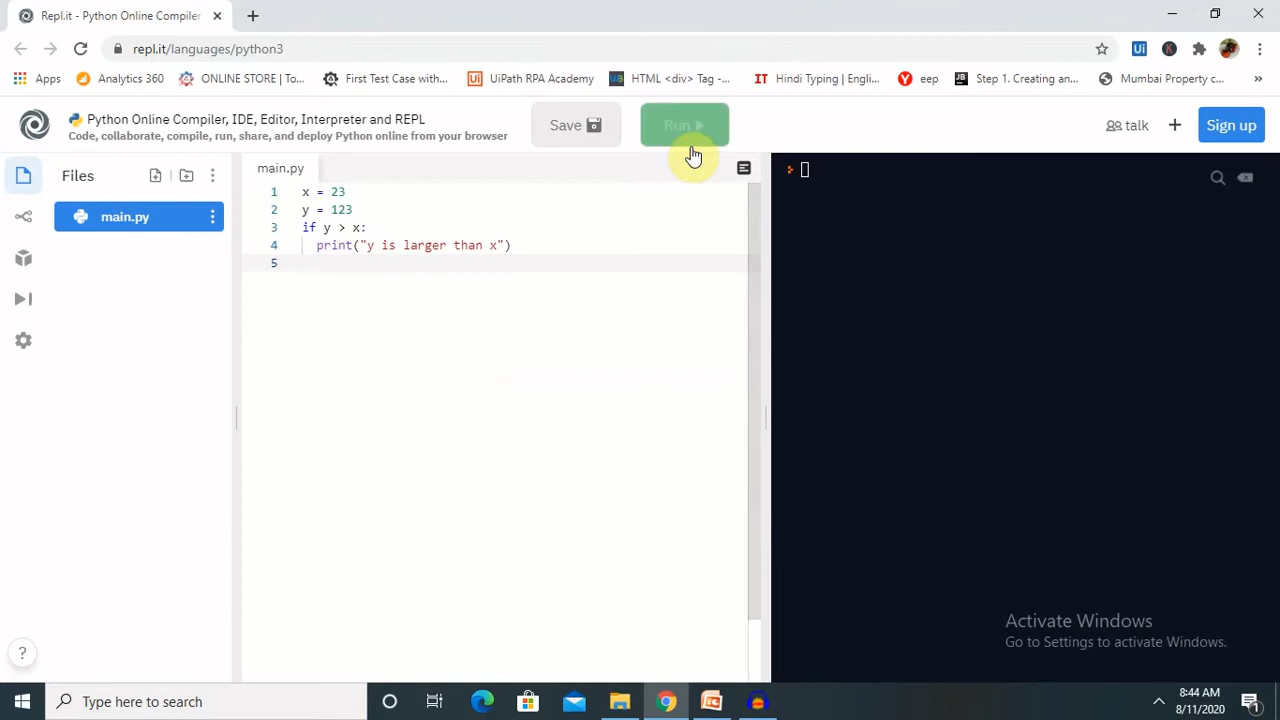 Repl.it - Python Online Compiler
repl.it/languages/python3
Apps
Analytics 360
ONLINE STORE | To...
First Test Case with...
UiPath RPA Academy
HTML <div> Tag -...
IT Hindi Typing | Engli...
eep
Step 1. Creating an...
Mumbai Property c...
Python Online Compiler, IDE, Editor, Interpreter and REPL
Code, collaborate, compile, run, share, and deploy Python online from your browser
Save
Run
talk
Sign up
Files
main.py
main.py
1 x = 23
2 y = 123
3 if y > x:
4 print("y is larger than x")
5
Activate Windows
Go to Settings to activate Windows.
Type here to search
8:44 AM
8/11/2020